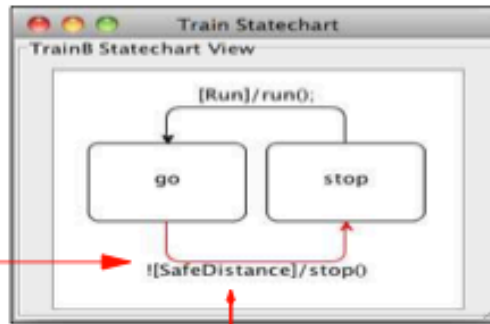 Train Statechart
TrainB Statechart View
[Run]/run();
go
stop
![SafeDistance]/stop()